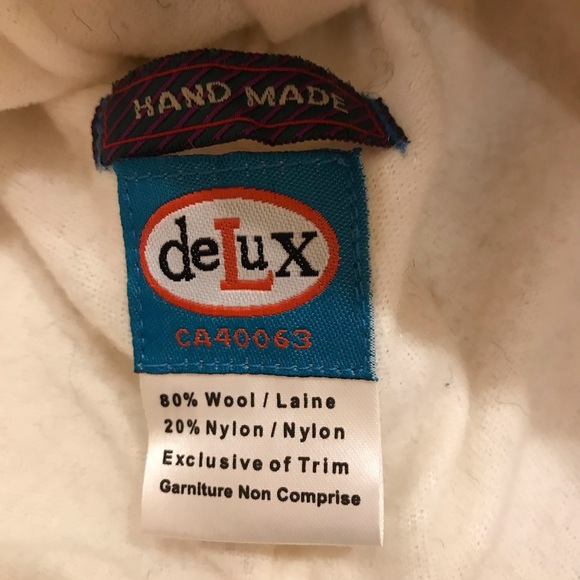 HAND MADE
deLux
CA40063
80% Wool / Laine
20% Nylon / Nylon
Exclusive of Trim
Garniture Non Comprise